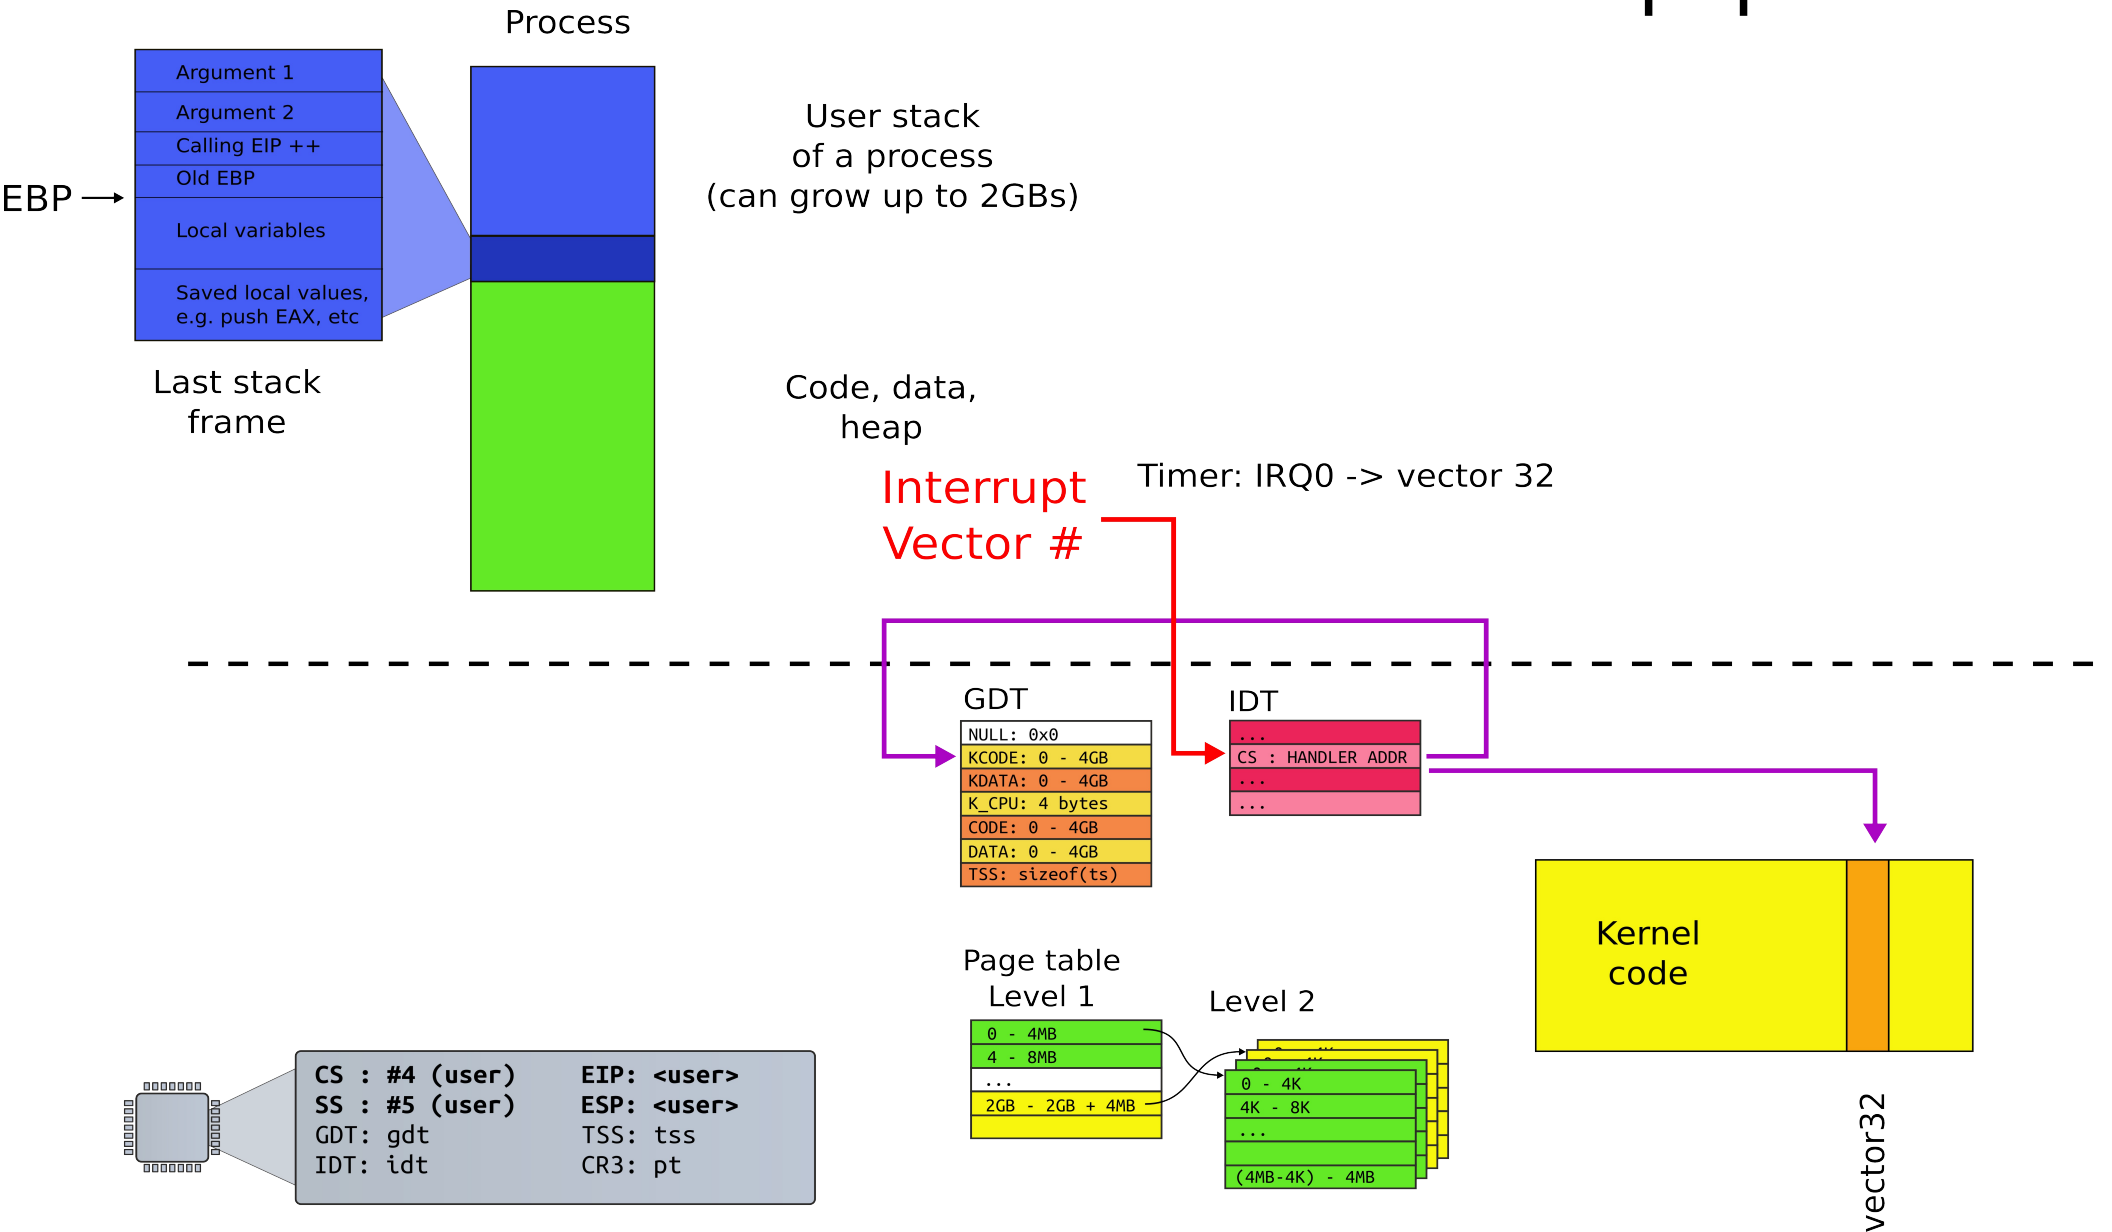 Process
Argument 1
Argument 2
Calling EIP ++
Old EBP
EBP
Local variables
Saved local values,
e.g. push EAX, etc
Last stack
frame
User stack
of a process
(can grow up to 2GBs)
Code, data,
heap
Interrupt
Vector #
Timer: IRQ0 -> vector 32
GDT
NULL: 0x0
KCODE: 0 - 4GB
KDATA: 0 - 4GB
K_CPU: 4 bytes
CODE: 0 - 4GB
DATA: 0 - 4GB
TSS: sizeof(ts)
IDT
...
CS : HANDLER ADDR
...
...
Kernel
code
vector32
Page table
Level 1
0 - 4MB
4 - 8MB
...
2GB - 2GB + 4MB
Level 2
0 - 4K
4K - 8K
...
(4MB-4K) - 4MB
CS : #4 (user) EIP: <user>
SS : #5 (user) ESP: <user>
GDT: gdt TSS: tss
IDT: idt CR3: pt